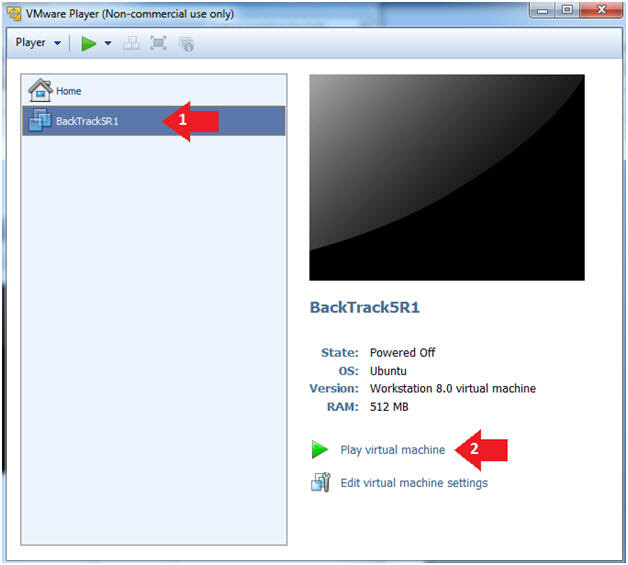 VMware Player (Non-commercial use only)
Player
Home
BackTrack5R1
1
BackTrack5R1
State: Powered Off
OS: Ubuntu
Version: Workstation 8.0 virtual machine
RAM: 512 MB
Play virtual machine
2
Edit virtual machine settings